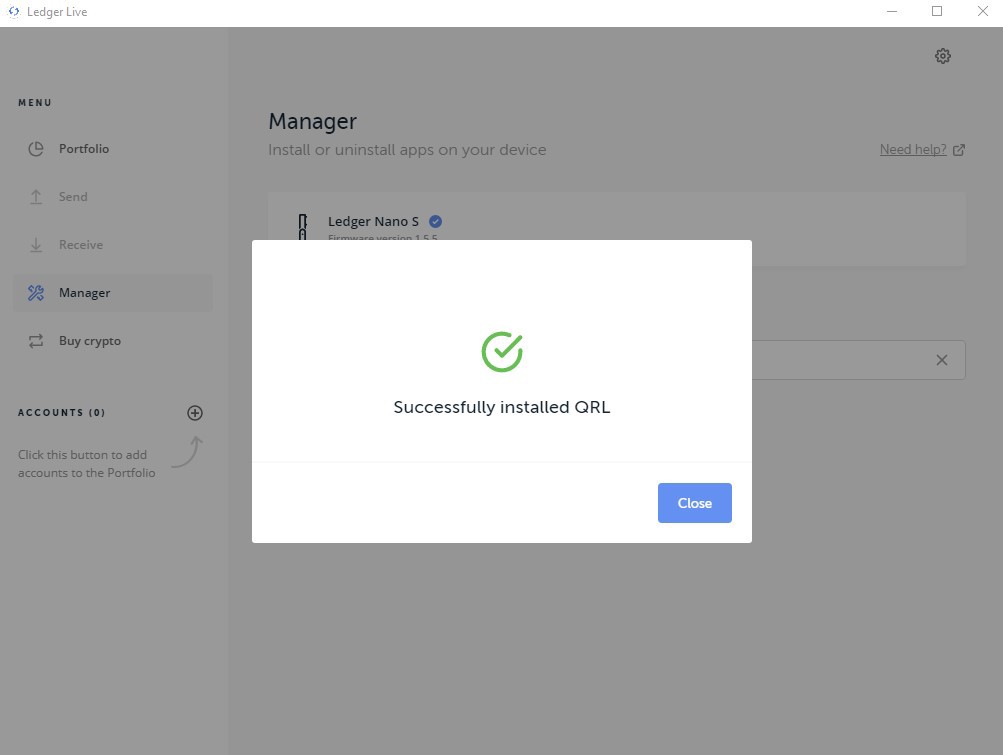 Ledger Live
MENU
Portfolio
Send
Receive
Manager
Buy crypto
ACCOUNTS (0)
Click this button to add
accounts to the Portfolio
Manager
Install or uninstall apps on your device
Need help?
Ledger Nano S
Firmware version 1.5.5
Successfully installed QRL
Close